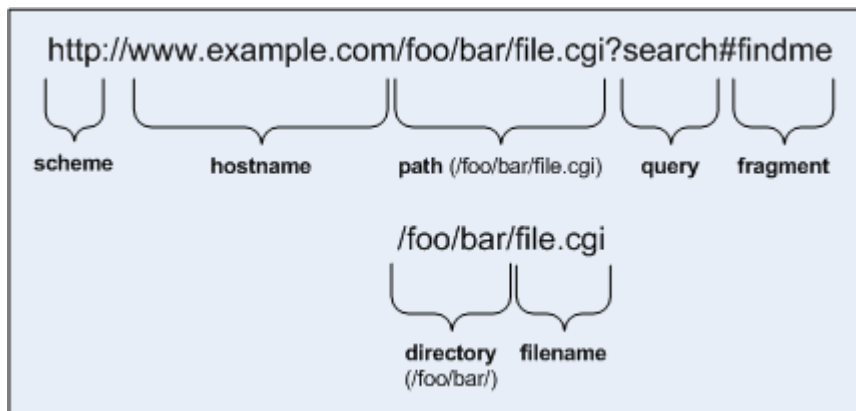 http://www.example.com/foo/bar/file.cgi?search#findme
scheme hostname path (/foo/bar/file.cgi) query fragment
/foo/bar/file.cgi
directory filename
(/foo/bar/)